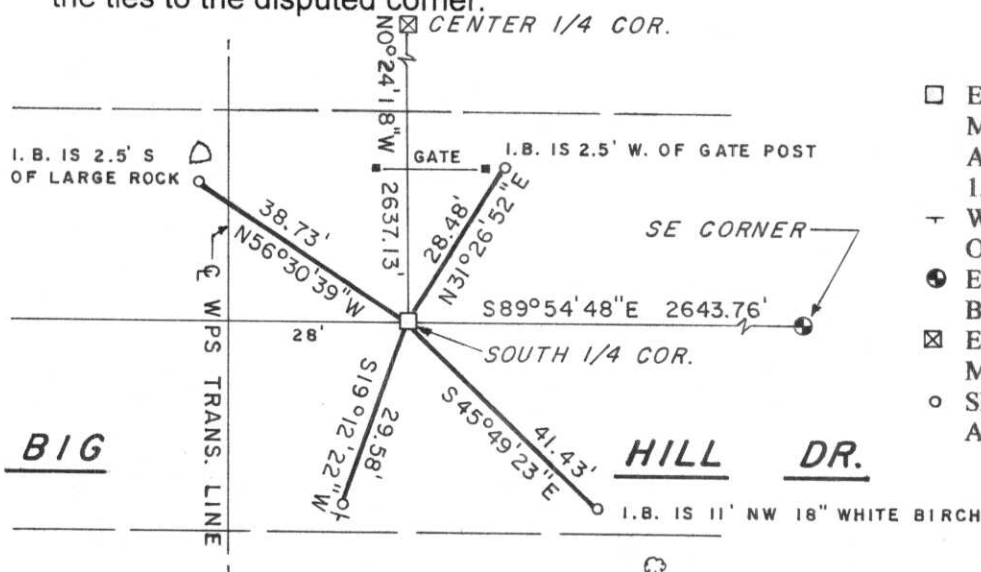 the ties to the disputed corner.
CENTER 1/4 COR.
N0°24'18"W
2637.13'
I.B. IS 2.5' S
OF LARGE ROCK
GATE
I.B. IS 2.5' W. OF GATE POST
38.73'
N56°30'39"W
28.48'
N31°26'52"E
SE CORNER
S89°54'48"E 2643.76'
28'
SOUTH 1/4 COR.
℄ WPS TRANS. LINE
S19°12'22"W
29.58'
S45°49'23"E
41.43'
BIG HILL DR.
I.B. IS 11' NW 18" WHITE BIRCH
E
M
A
1
W
O
E
B
E
M
S
A